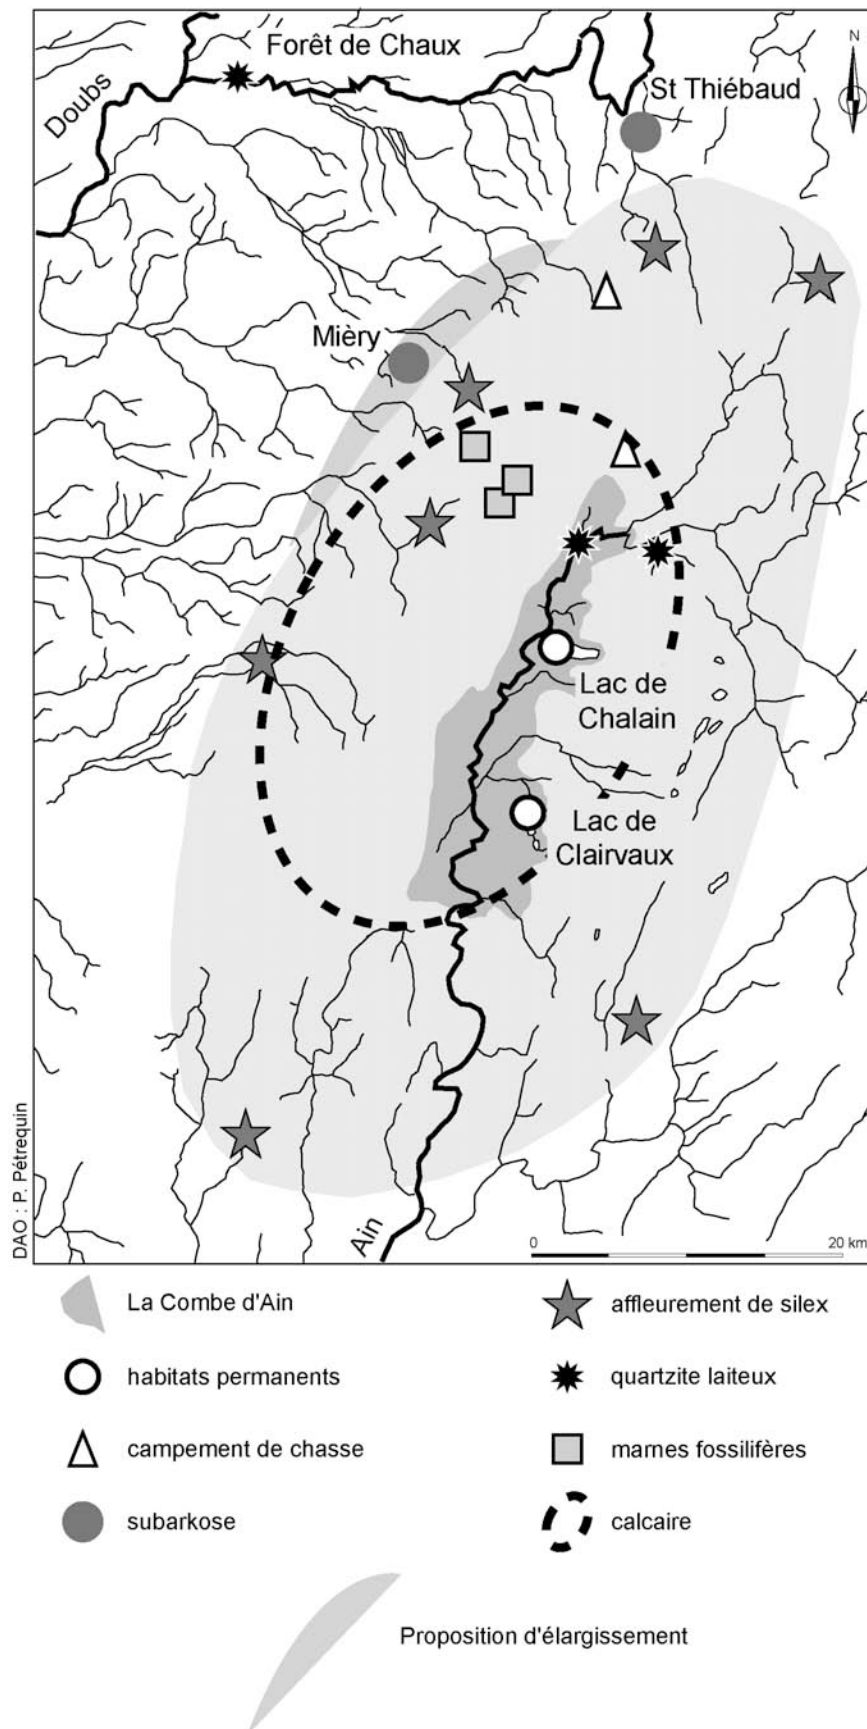 Forêt de Chaux
N
Doubs
St Thiébaud
Mièry
Lac de
Chalain
Lac de
Clairvaux
Ain
DAO : P. Pétrequin
0 20 km
La Combe d'Ain
affleurement de silex
habitats permanents
quartzite laiteux
campement de chasse
marnes fossilifères
subarkose
calcaire
Proposition d'élargissement